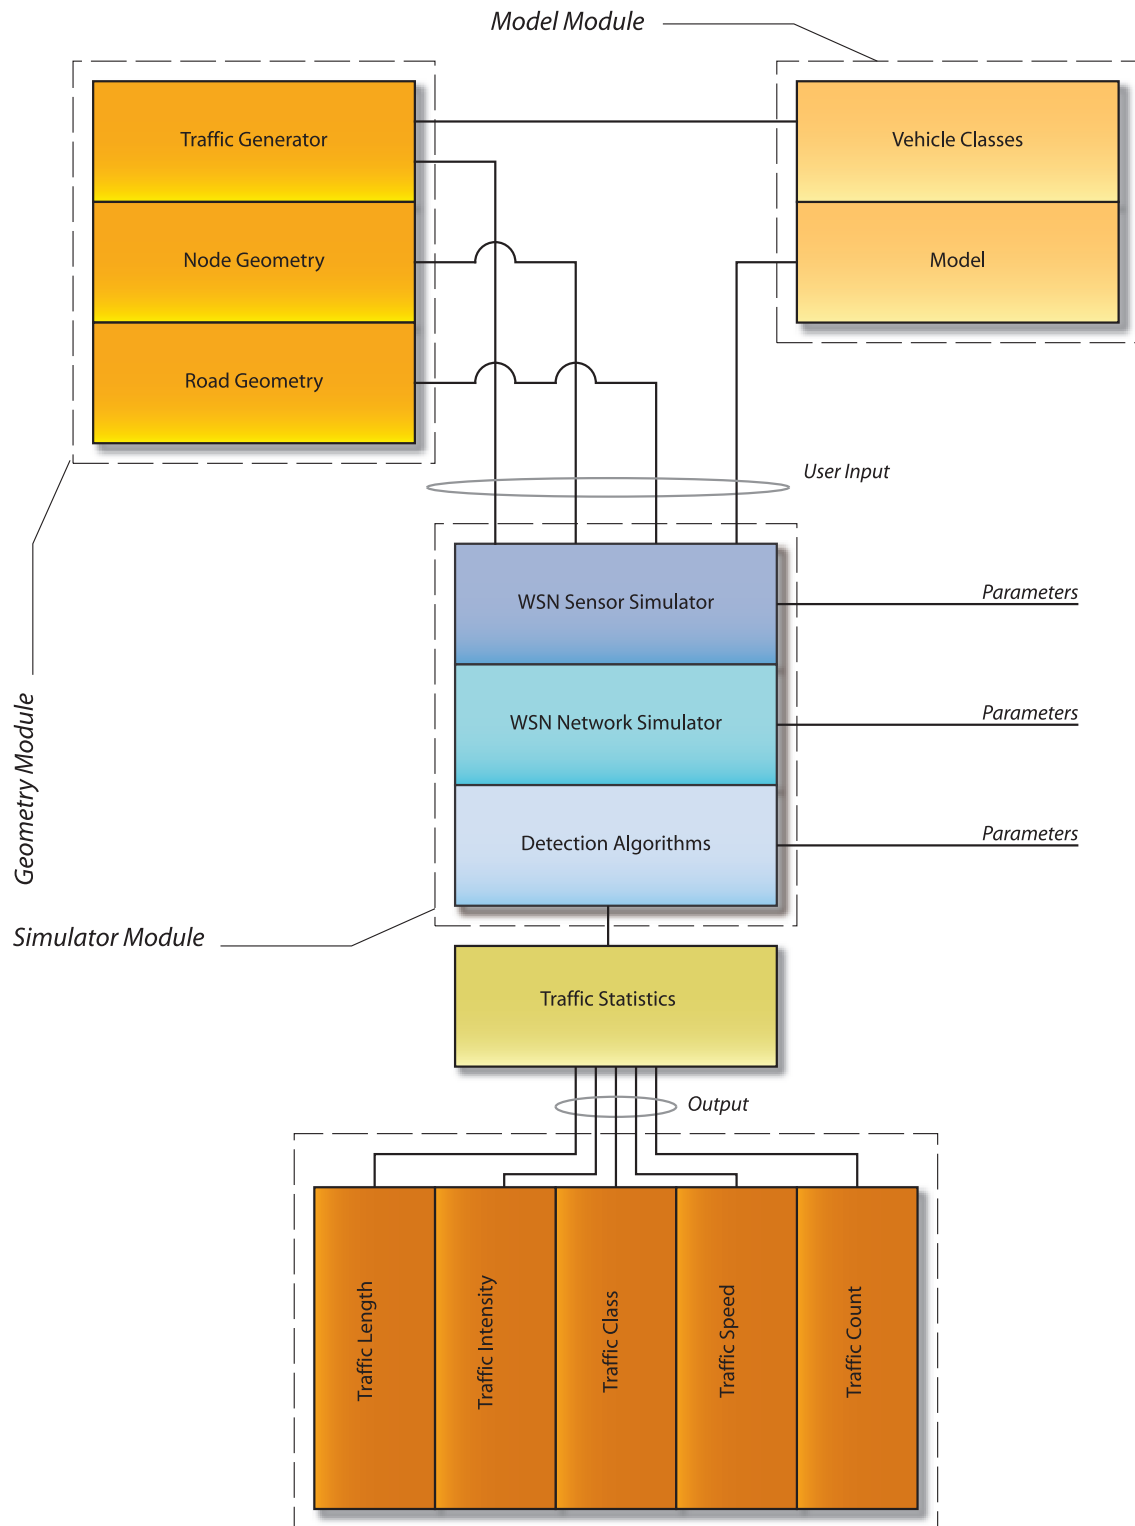 Model Module
Traffic Generator
Vehicle Classes
Node Geometry
Model
Road Geometry
User Input
WSN Sensor Simulator
Parameters
WSN Network Simulator
Parameters
Geometry Module
Detection Algorithms
Parameters
Simulator Module
Traffic Statistics
Output
Traffic Length
Traffic Intensity
Traffic Class
Traffic Speed
Traffic Count